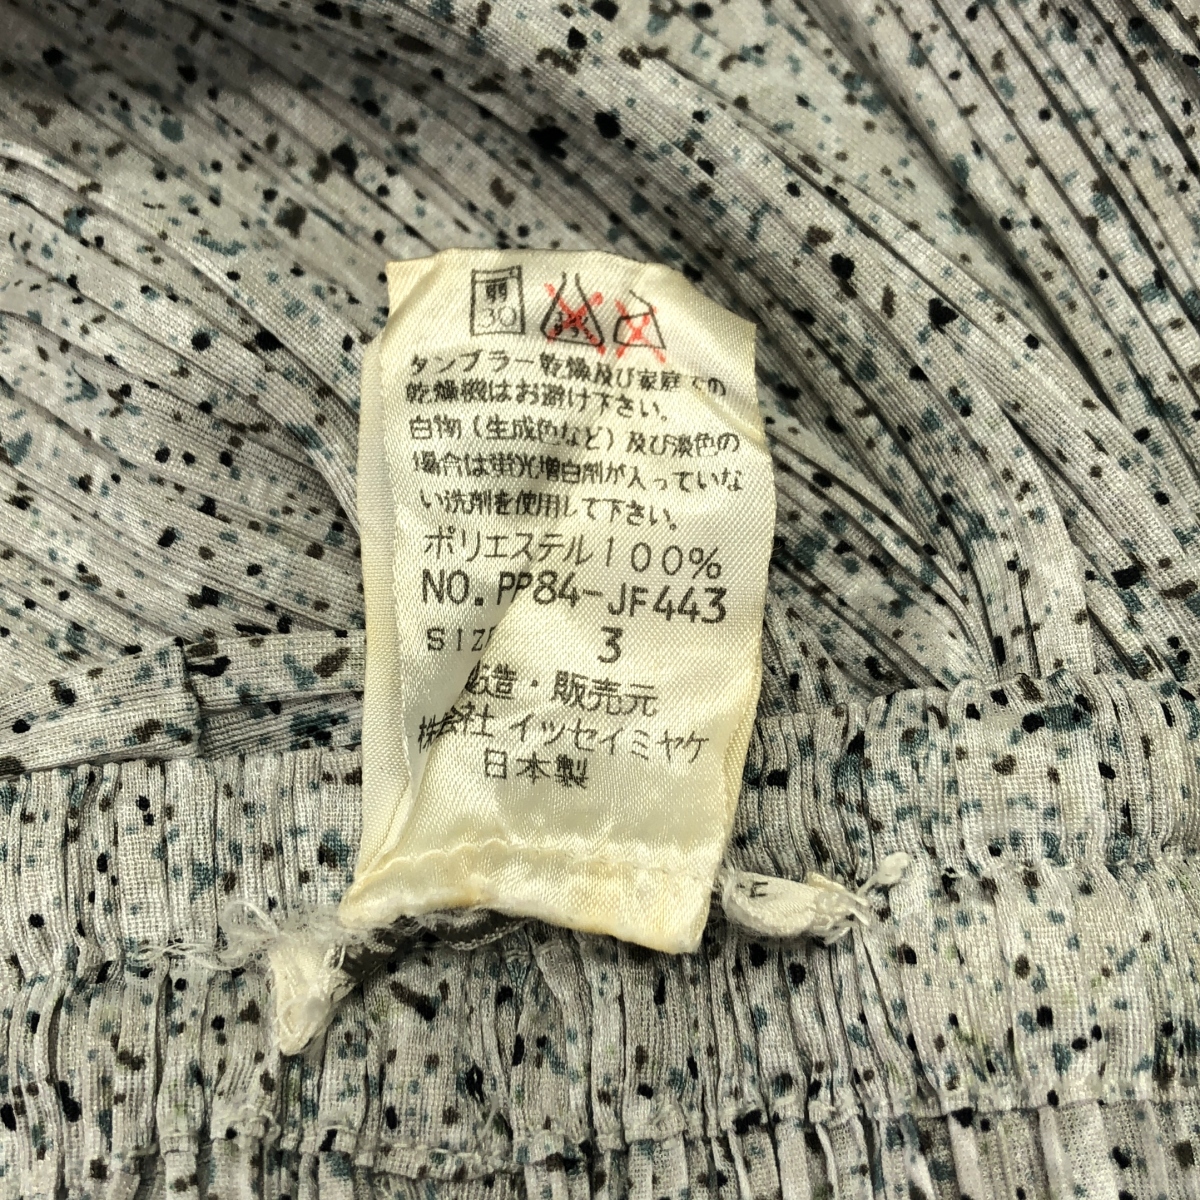 弱
30
タンブラー乾燥及び家庭での
乾燥機はお避け下さい。
白物(生成色など)及び淡色の
場合は蛍光増白剤が入っていな
い洗剤を使用して下さい。
ポリエステル100%
NO. PP84-JF443
SIZE 3
製造・販売元
株式会社 イッセイミヤケ
日本製